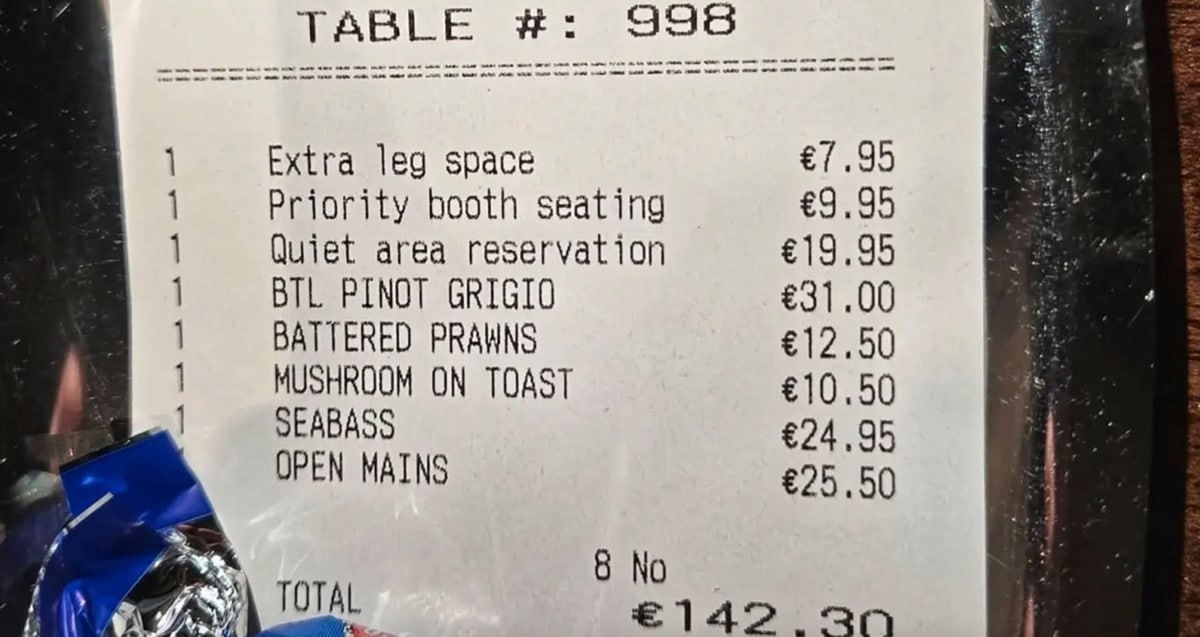 TABLE #: 998
1 Extra leg space €7.95
1 Priority booth seating €9.95
1 Quiet area reservation €19.95
1 BTL PINOT GRIGIO €31.00
1 BATTERED PRAWNS €12.50
1 MUSHROOM ON TOAST €10.50
1 SEABASS €24.95
OPEN MAINS €25.50
8 No
TOTAL €142.30